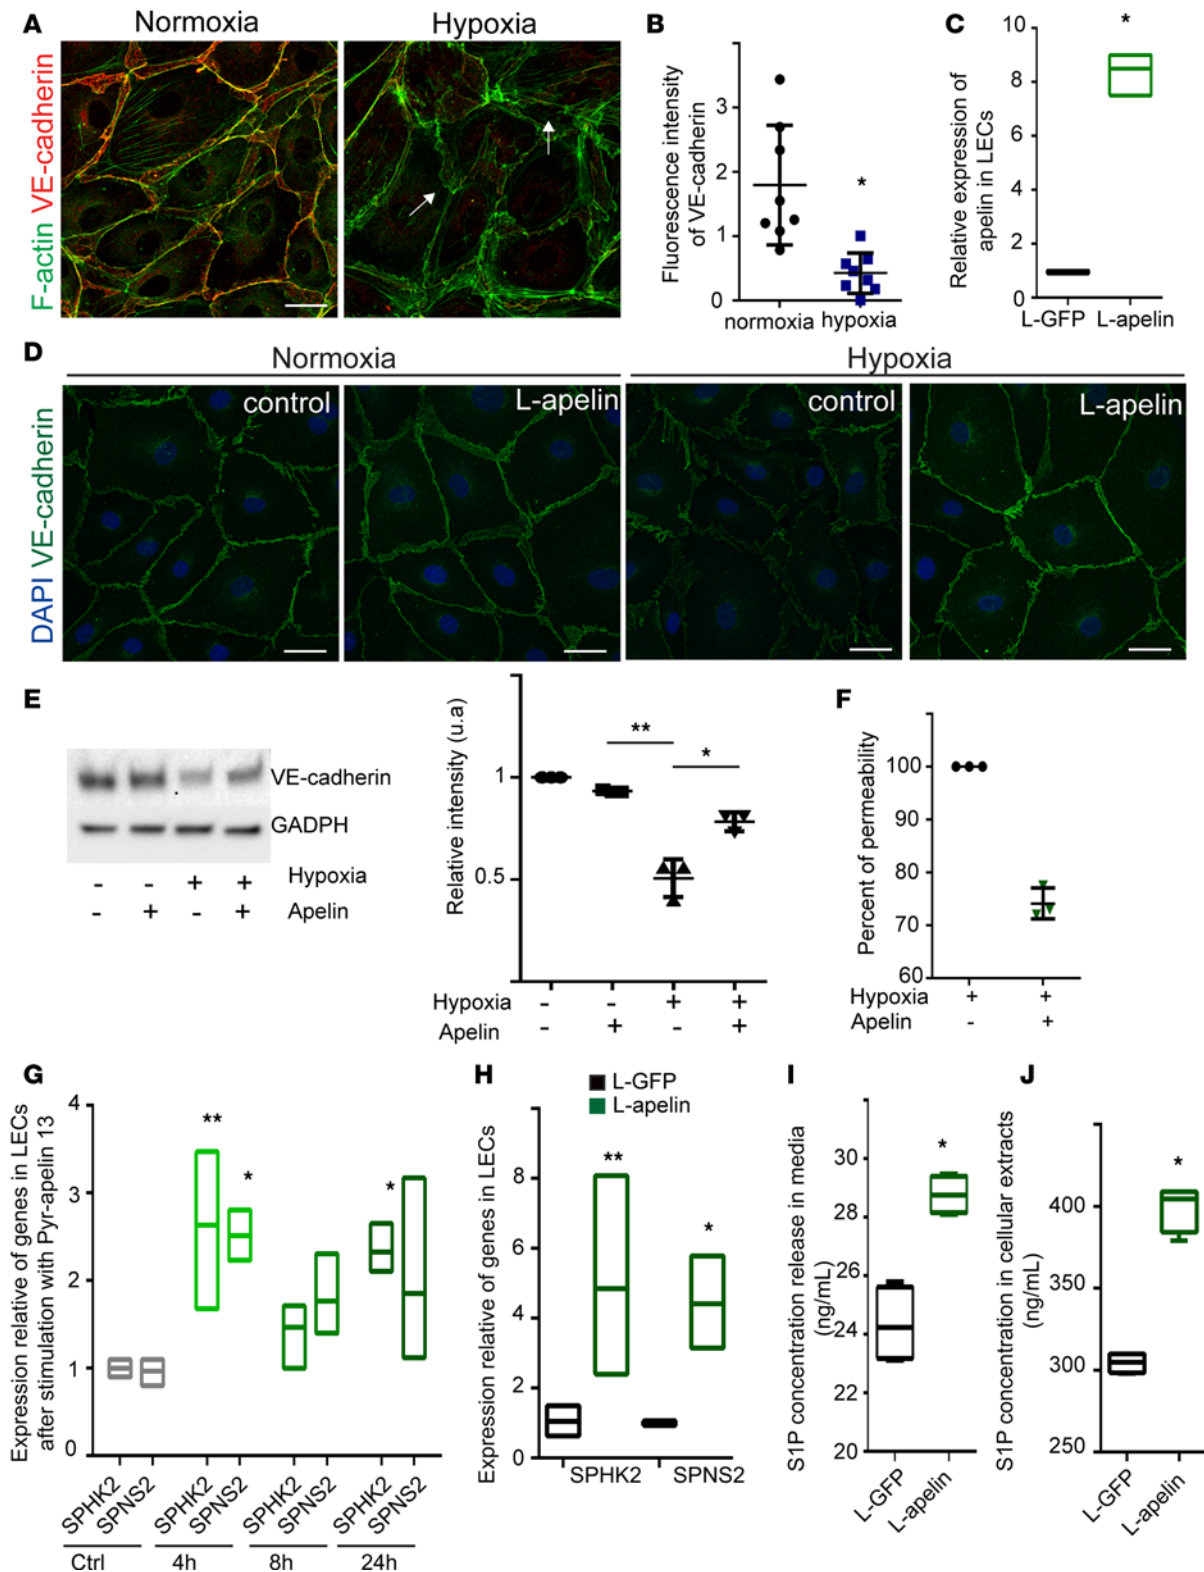 A
Normoxia
Hypoxia
F-actin VE-cadherin
B
Fluorescence intensity
of VE-cadherin
3
2
1
0
*
normoxia hypoxia
C
Relative expression of
apelin in LECs
10
8
6
4
2
0
*
L-GFP L-apelin
D
Normoxia
Hypoxia
control
L-apelin
control
L-apelin
DAPI VE-cadherin
E
VE-cadherin
GADPH
- - + + Hypoxia
- + - + Apelin
Relative intensity (u.a)
1
0.5
**
*
Hypoxia - - + +
Apelin - + - +
F
Percent of permeability
100
90
80
70
60
Hypoxia + +
Apelin - +
G
Expression relative of genes in LECs
after stimulation with Pyr-apelin 13
4
3
2
1
0
**
*
*
SPHK2 SPNS2 SPHK2 SPNS2 SPHK2 SPNS2 SPHK2 SPNS2
Ctrl 4h 8h 24h
H
L-GFP
L-apelin
Expression relative of genes in LECs
10
8
6
4
2
0
**
*
SPHK2 SPNS2
I
S1P concentration release in media
(ng/mL)
30
28
26
24
22
20
*
L-GFP L-apelin
J
S1P concentration in cellular extracts
(ng/mL)
400
350
300
250
*
L-GFP L-apelin